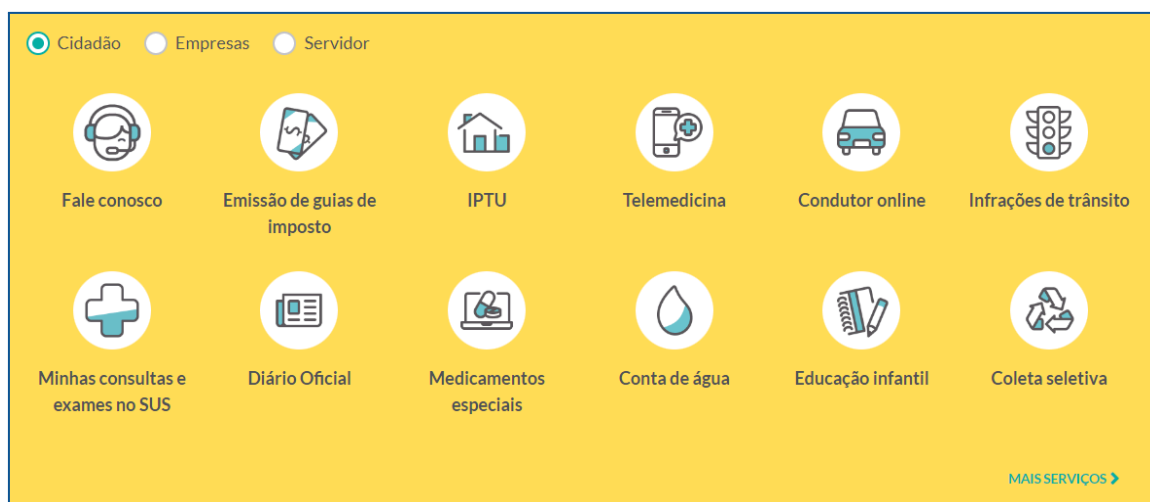 Cidadão Empresas Servidor
Fale conosco
Emissão de guias de
imposto
IPTU
Telemedicina
Condutor online
Infrações de trânsito
Minhas consultas e
exames no SUS
Diário Oficial
Medicamentos
especiais
Conta de água
Educação infantil
Coleta seletiva
MAIS SERVIÇOS